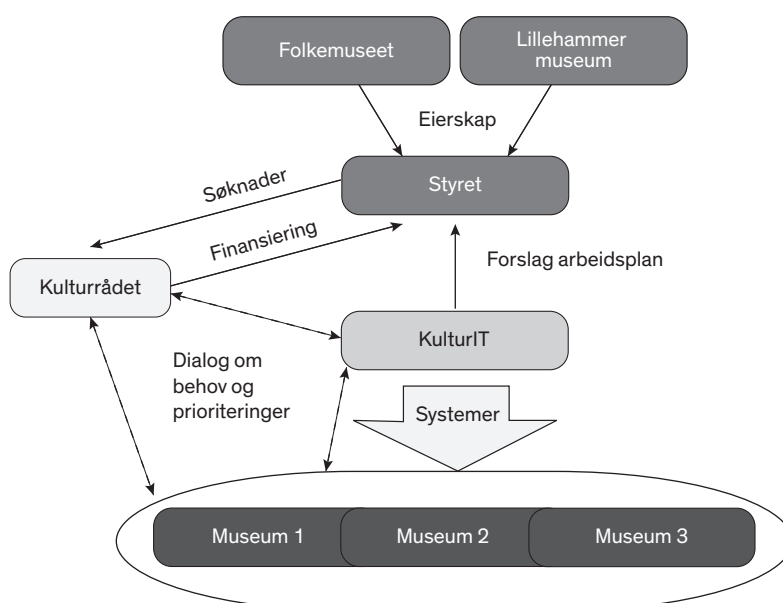 Folkemuseet
Lillehammer
museum
Eierskap
Søknader
Styret
Finansiering
Forslag arbeidsplan
Kulturrådet
KulturIT
Dialog om
behov og
prioriteringer
Systemer
Museum 1
Museum 2
Museum 3